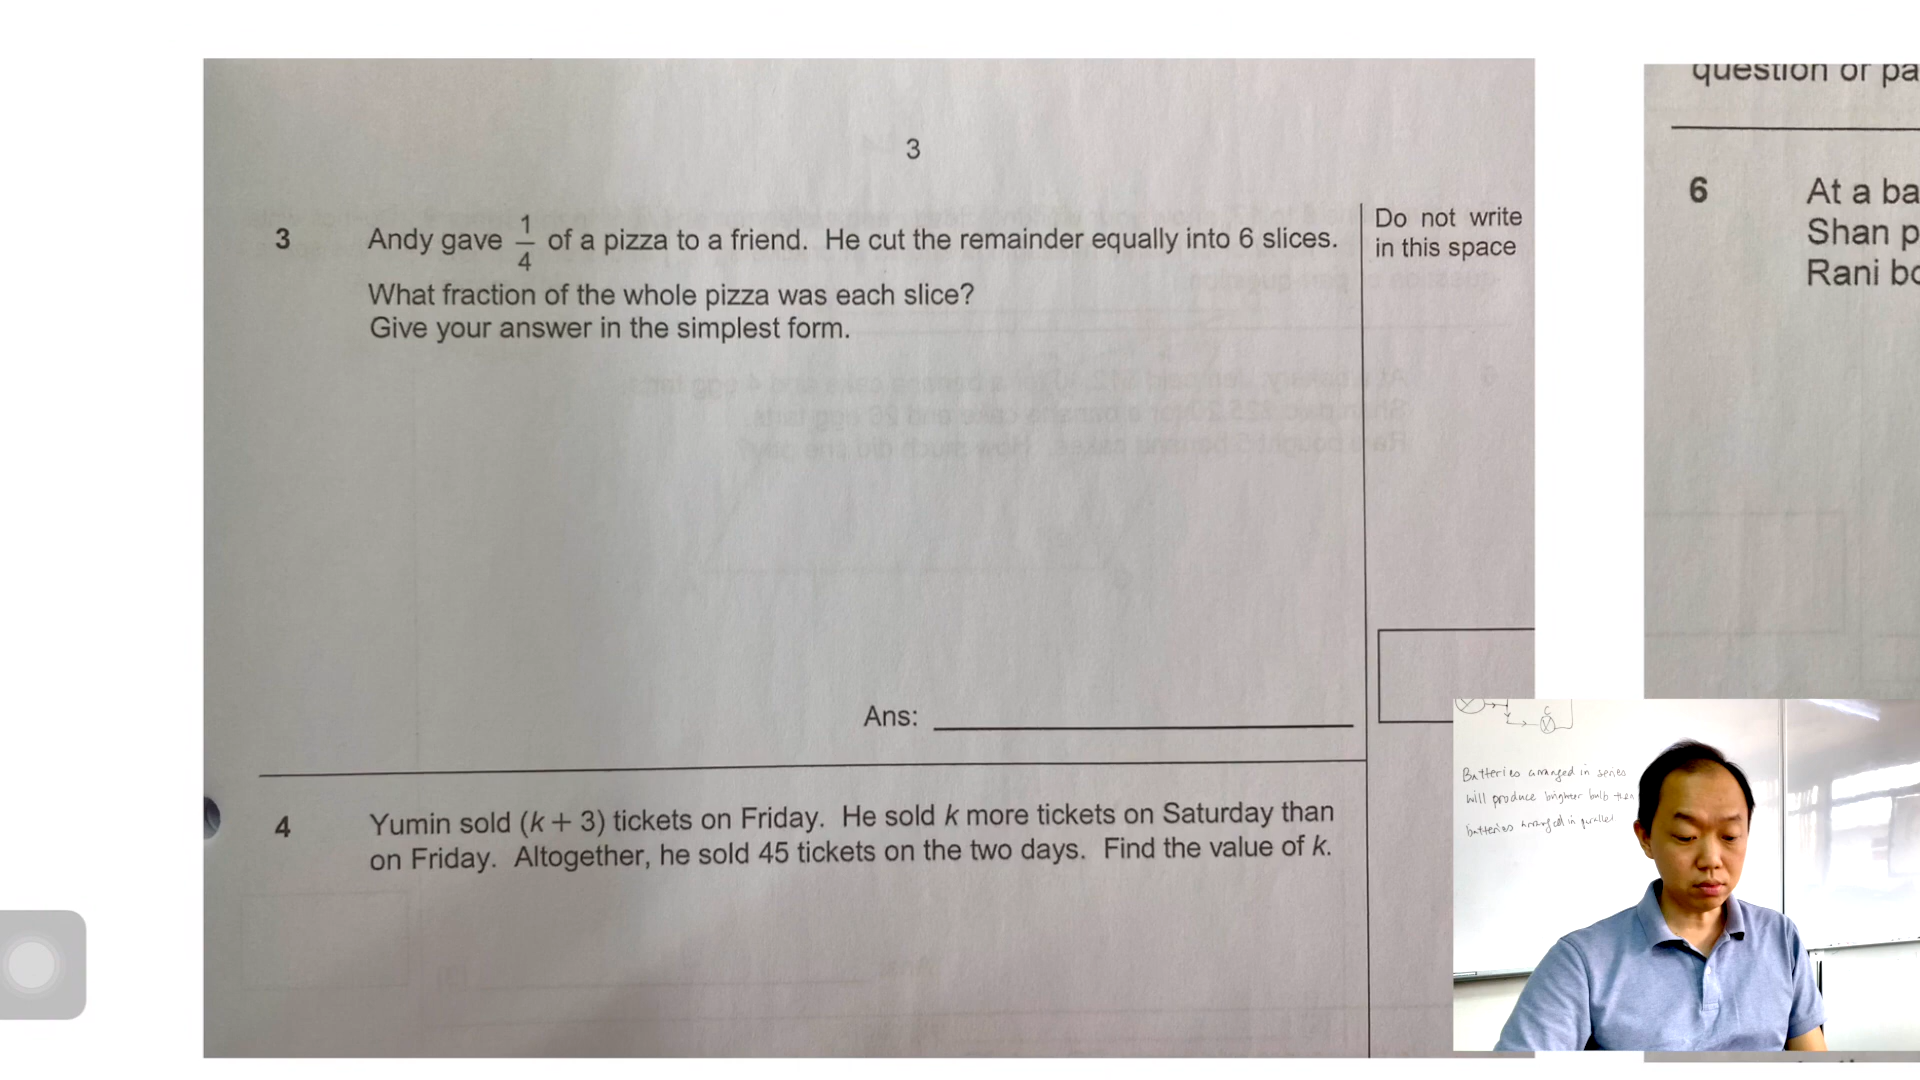 3
3 Andy gave 1/4 of a pizza to a friend. He cut the remainder equally into 6 slices.
What fraction of the whole pizza was each slice?
Give your answer in the simplest form.
Do not write
in this space
Ans:
4 Yumin sold (k + 3) tickets on Friday. He sold k more tickets on Saturday than
on Friday. Altogether, he sold 45 tickets on the two days. Find the value of k.
question or pa
6 At a ba
Shan p
Rani bo
C
Batteries arranged in series
will produce brighter bulb than
batteries arranged in parallel